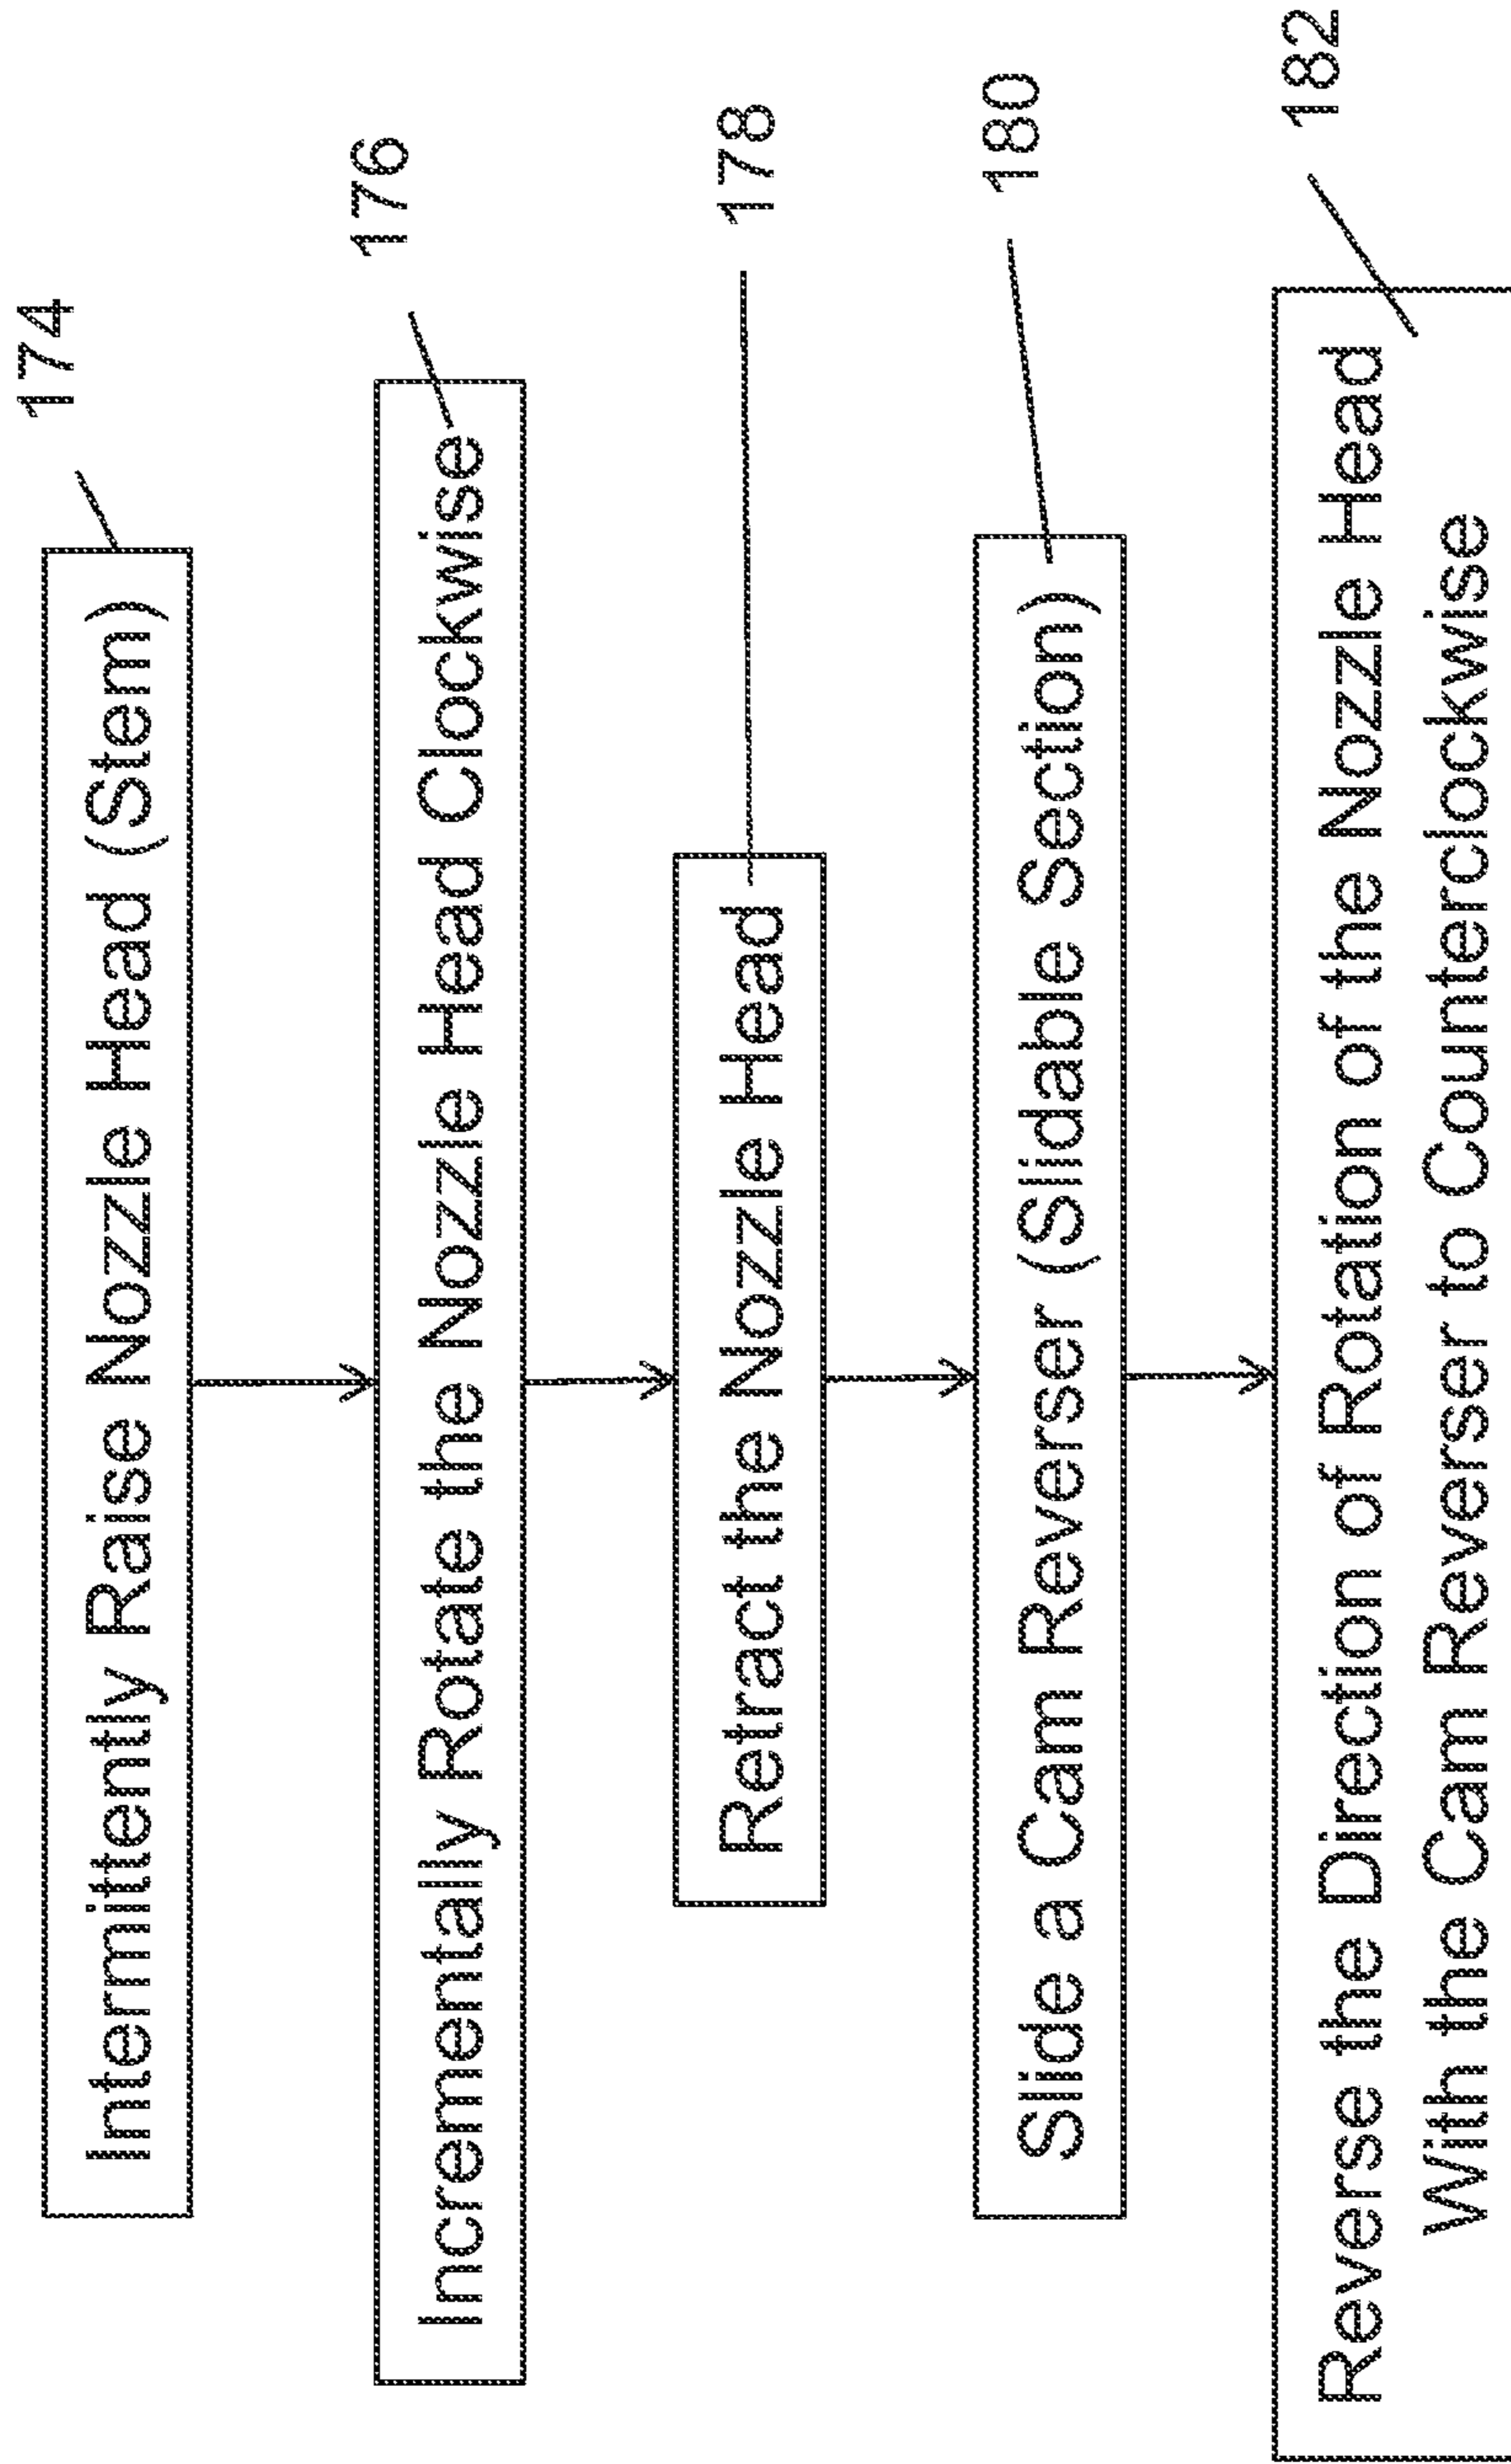 Intermittently Raise Nozzle Head (Stem)
174
Incrementally Rotate the Nozzle Head Clockwise
176
Retract the Nozzle Head
178
Slide a Cam Reverser (Slidable Section)
180
Reverse the Direction of Rotation of the Nozzle Head
With the Cam Reverser to Counterclockwise
182